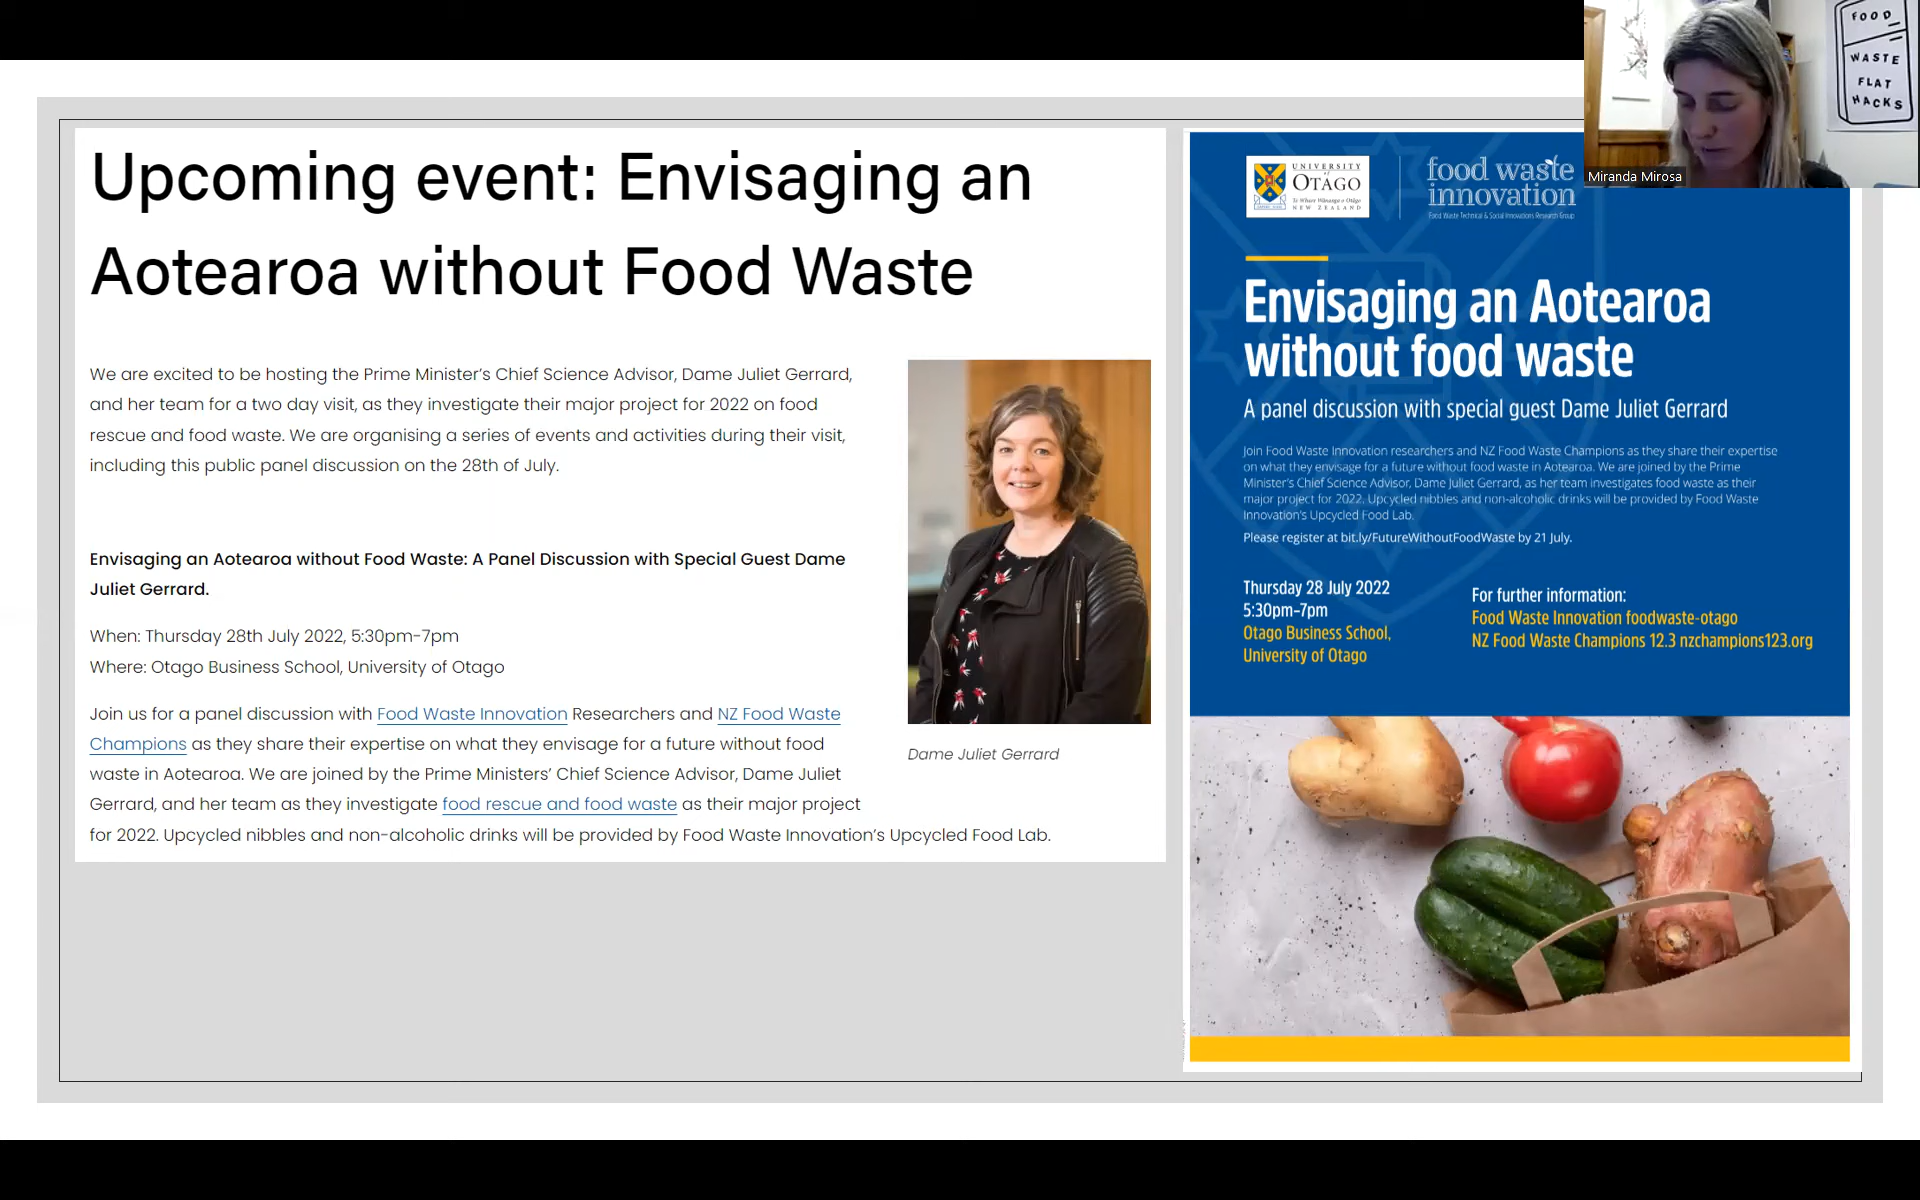 Upcoming event: Envisaging an
Aotearoa without Food Waste
We are excited to be hosting the Prime Minister’s Chief Science Advisor, Dame Juliet Gerrard,
and her team for a two day visit, as they investigate their major project for 2022 on food
rescue and food waste. We are organising a series of events and activities during their visit,
including this public panel discussion on the 28th of July.
Envisaging an Aotearoa without Food Waste: A Panel Discussion with Special Guest Dame
Juliet Gerrard.
When: Thursday 28th July 2022, 5:30pm-7pm
Where: Otago Business School, University of Otago
Join us for a panel discussion with Food Waste Innovation Researchers and NZ Food Waste
Champions as they share their expertise on what they envisage for a future without food
waste in Aotearoa. We are joined by the Prime Ministers’ Chief Science Advisor, Dame Juliet
Gerrard, and her team as they investigate food rescue and food waste as their major project
for 2022. Upcycled nibbles and non-alcoholic drinks will be provided by Food Waste Innovation’s Upcycled Food Lab.
Dame Juliet Gerrard
UNIVERSITY
of
OTAGO
Te Whare Wānanga o Otāgo
NEW ZEALAND
food waste
innovation
Food Waste Technical & Social Innovations Research Group
Envisaging an Aotearoa
without food waste
A panel discussion with special guest Dame Juliet Gerrard
Join Food Waste Innovation researchers and NZ Food Waste Champions as they share their expertise
on what they envisage for a future without food waste in Aotearoa. We are joined by the Prime
Minister’s Chief Science Advisor, Dame Juliet Gerrard, as her team investigates food waste as their
major project for 2022. Upcycled nibbles and non-alcoholic drinks will be provided by Food Waste
Innovation’s Upcycled Food Lab.
Please register at bit.ly/FutureWithoutFoodWaste by 21 July.
Thursday 28 July 2022
5:30pm–7pm
Otago Business School,
University of Otago
For further information:
Food Waste Innovation foodwaste-otago
NZ Food Waste Champions 12.3 nzchampions123.org
FOOD
WASTE
FLAT
HACKS
Miranda Mirosa